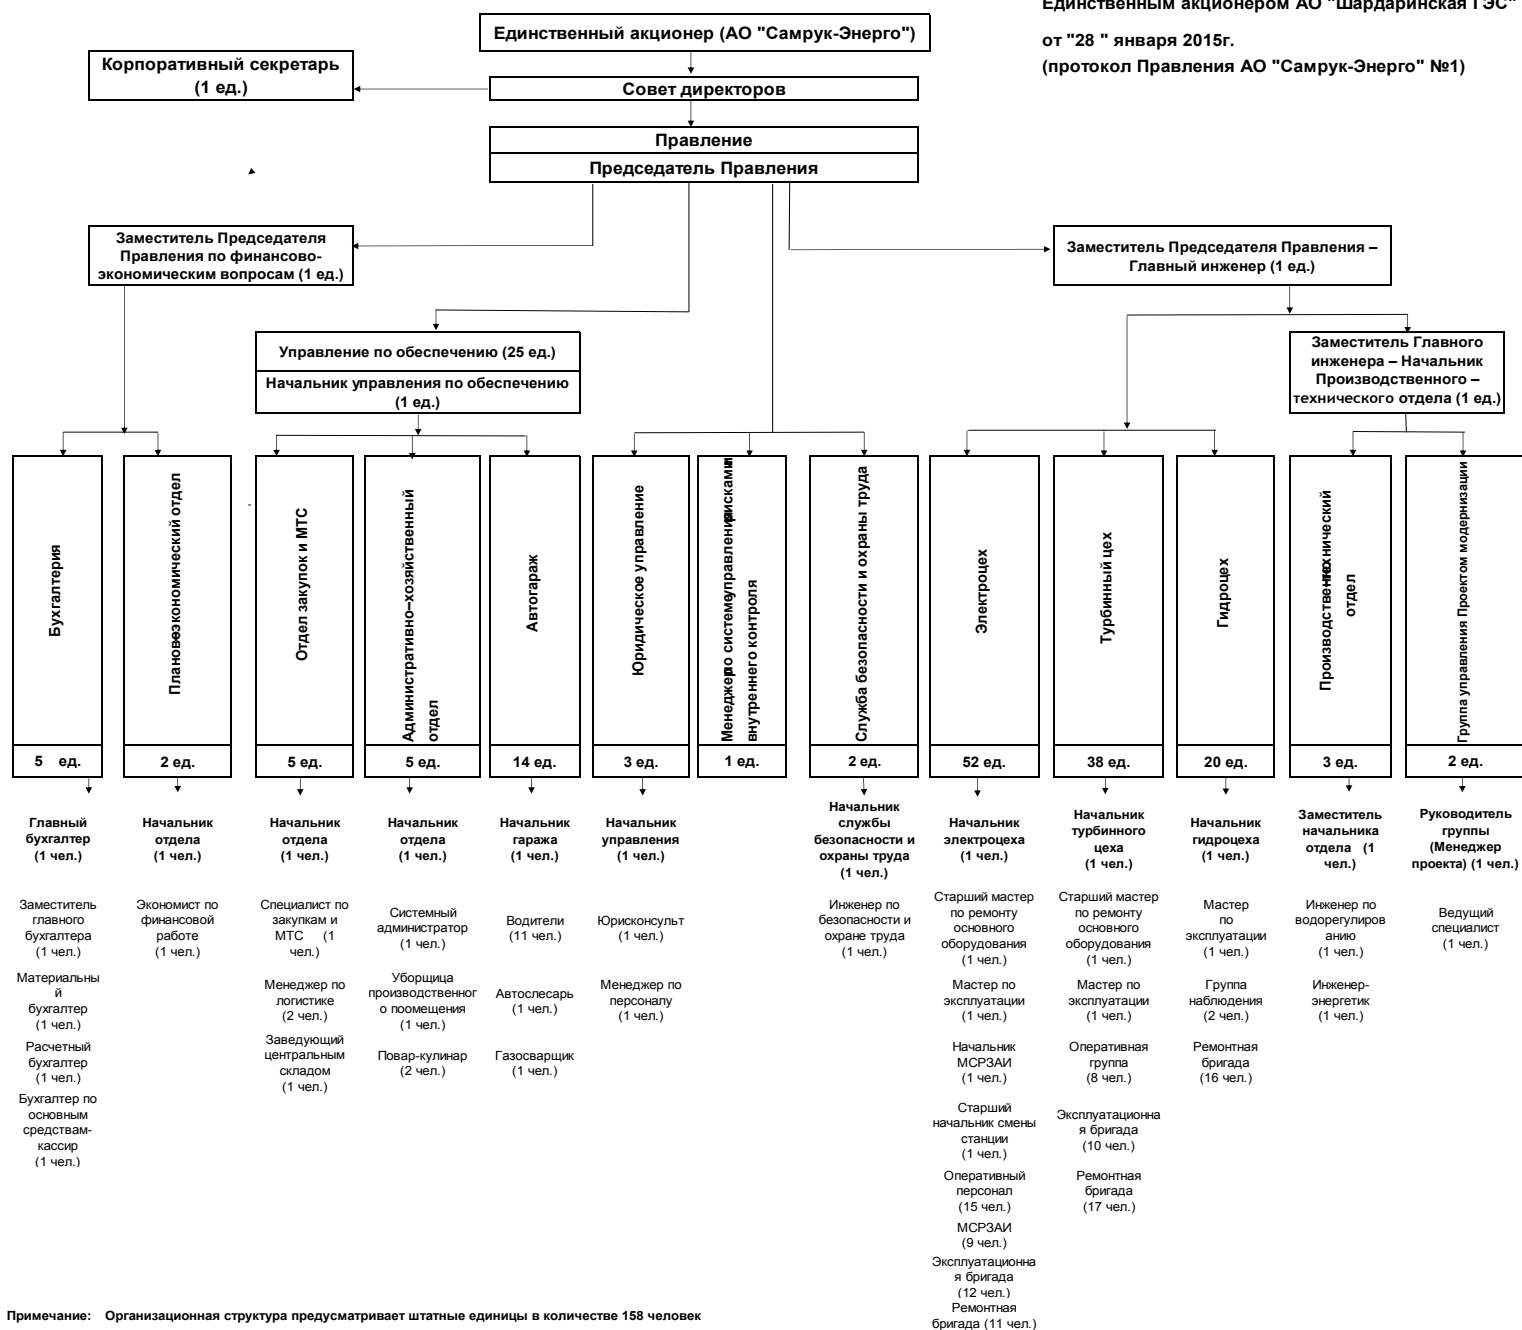 Единственным акционером АО "Шардаринская ГЭС"
от "28 " января 2015г.
(протокол Правления АО "Самрук-Энерго" №1)
Единственный акционер (АО "Самрук-Энерго")
Корпоративный секретарь
(1 ед.)
Совет директоров
Правление
Председатель Правления
Заместитель Председателя
Правления по финансово-
экономическим вопросам (1 ед.)
Заместитель Председателя Правления –
Главный инженер (1 ед.)
Управление по обеспечению (25 ед.)
Начальник управления по обеспечению
(1 ед.)
Заместитель Главного
инженера – Начальник
Производственного –
технического отдела (1 ед.)
Бухгалтерия
5 ед.
Главный
бухгалтер
(1 чел.)
Заместитель
главного
бухгалтера
(1 чел.)
Материальны
й
бухгалтер
(1 чел.)
Расчетный
бухгалтер
(1 чел.)
Бухгалтер по
основным
средствам-
кассир
(1 чел.)
Планово-экономический отдел
2 ед.
Начальник
отдела
(1 чел.)
Экономист по
финансовой
работе
(1 чел.)
Отдел закупок и МТС
5 ед.
Начальник
отдела
(1 чел.)
Специалист по
закупкам и
МТС (1
чел.)
Менеджер по
логистике
(2 чел.)
Заведующий
центральным
складом
(1 чел.)
Административно–хозяйственный
отдел
5 ед.
Начальник
отдела
(1 чел.)
Системный
администратор
(1 чел.)
Уборщица
производственног
о поомещения
(1 чел.)
Повар-кулинар
(2 чел.)
Автогараж
14 ед.
Начальник
гаража
(1 чел.)
Водители
(11 чел.)
Автослесарь
(1 чел.)
Газосварщик
(1 чел.)
Юридическое управление
3 ед.
Начальник
управления
(1 чел.)
Юрисконсульт
(1 чел.)
Менеджер по
персоналу
(1 чел.)
Менеджер по системе управления рисками и
внутреннего контроля
1 ед.
Служба безопасности и охраны труда
2 ед.
Начальник
службы
безопасности и
охраны труда
(1 чел.)
Инженер по
безопасности и
охране труда
(1 чел.)
Электроцех
52 ед.
Начальник
электроцеха
(1 чел.)
Старший мастер
по ремонту
основного
оборудования
(1 чел.)
Мастер по
эксплуатации
(1 чел.)
Начальник
МСРЗАИ
(1 чел.)
Старший
начальник смены
станции
(1 чел.)
Оперативный
персонал
(15 чел.)
МСРЗАИ
(9 чел.)
Эксплуатационна
я бригада
(12 чел.)
Ремонтная
бригада (11 чел.)
Турбинный цех
38 ед.
Начальник
турбинного
цеха
(1 чел.)
Старший мастер
по ремонту
основного
оборудования
(1 чел.)
Мастер по
эксплуатации
(1 чел.)
Оперативная
группа
(8 чел.)
Эксплуатационна
я бригада
(10 чел.)
Ремонтная
бригада
(17 чел.)
Гидроцех
20 ед.
Начальник
гидроцеха
(1 чел.)
Мастер
по
эксплуатации
(1 чел.)
Группа
наблюдения
(2 чел.)
Ремонтная
бригада
(16 чел.)
Производственно-технический
отдел
3 ед.
Заместитель
начальника
отдела (1
чел.)
Инженер по
водорегулиров
анию
(1 чел.)
Инженер-
энергетик
(1 чел.)
Группа управления Проектом модернизации
2 ед.
Руководитель
группы
(Менеджер
проекта) (1 чел.)
Ведущий
специалист
(1 чел.)
Примечание: Организационная структура предусматривает штатные единицы в количестве 158 человек